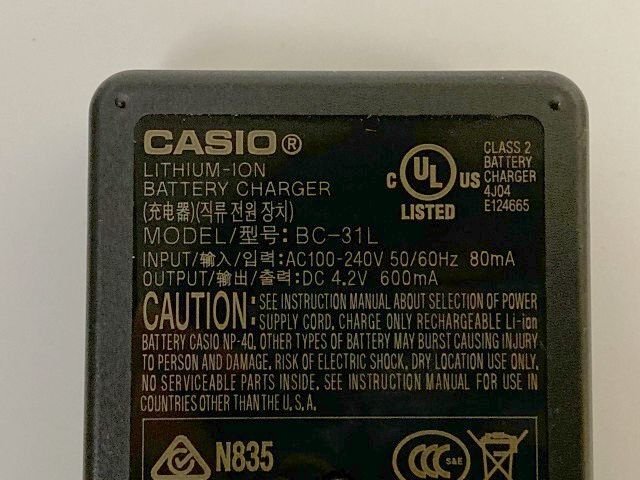 CASIO®
LITHIUM-ION
BATTERY CHARGER
(充电器)(직류 전원 장치)
MODEL/型号: BC-31L
INPUT/输入/입력:AC100-240V 50/60Hz 80mA
OUTPUT/输出/출력:DC 4.2V 600mA
C UL US
LISTED
CLASS 2
BATTERY
CHARGER
4J04
E124665
CAUTION: SEE INSTRUCTION MANUAL ABOUT SELECTION OF POWER
SUPPLY CORD, CHARGE ONLY RECHARGEABLE Li-ion
BATTERY CASIO NP-40, OTHER TYPES OF BATTERY MAY BURST CAUSING INJURY
TO PERSON AND DAMAGE, RISK OF ELECTRIC SHOCK, DRY LOCATION USE ONLY,
NO SERVICEABLE PARTS INSIDE. SEE INSTRUCTION MANUAL FOR USE IN
COUNTRIES OTHER THAN THE U.S.A.
N835
CCC S&E